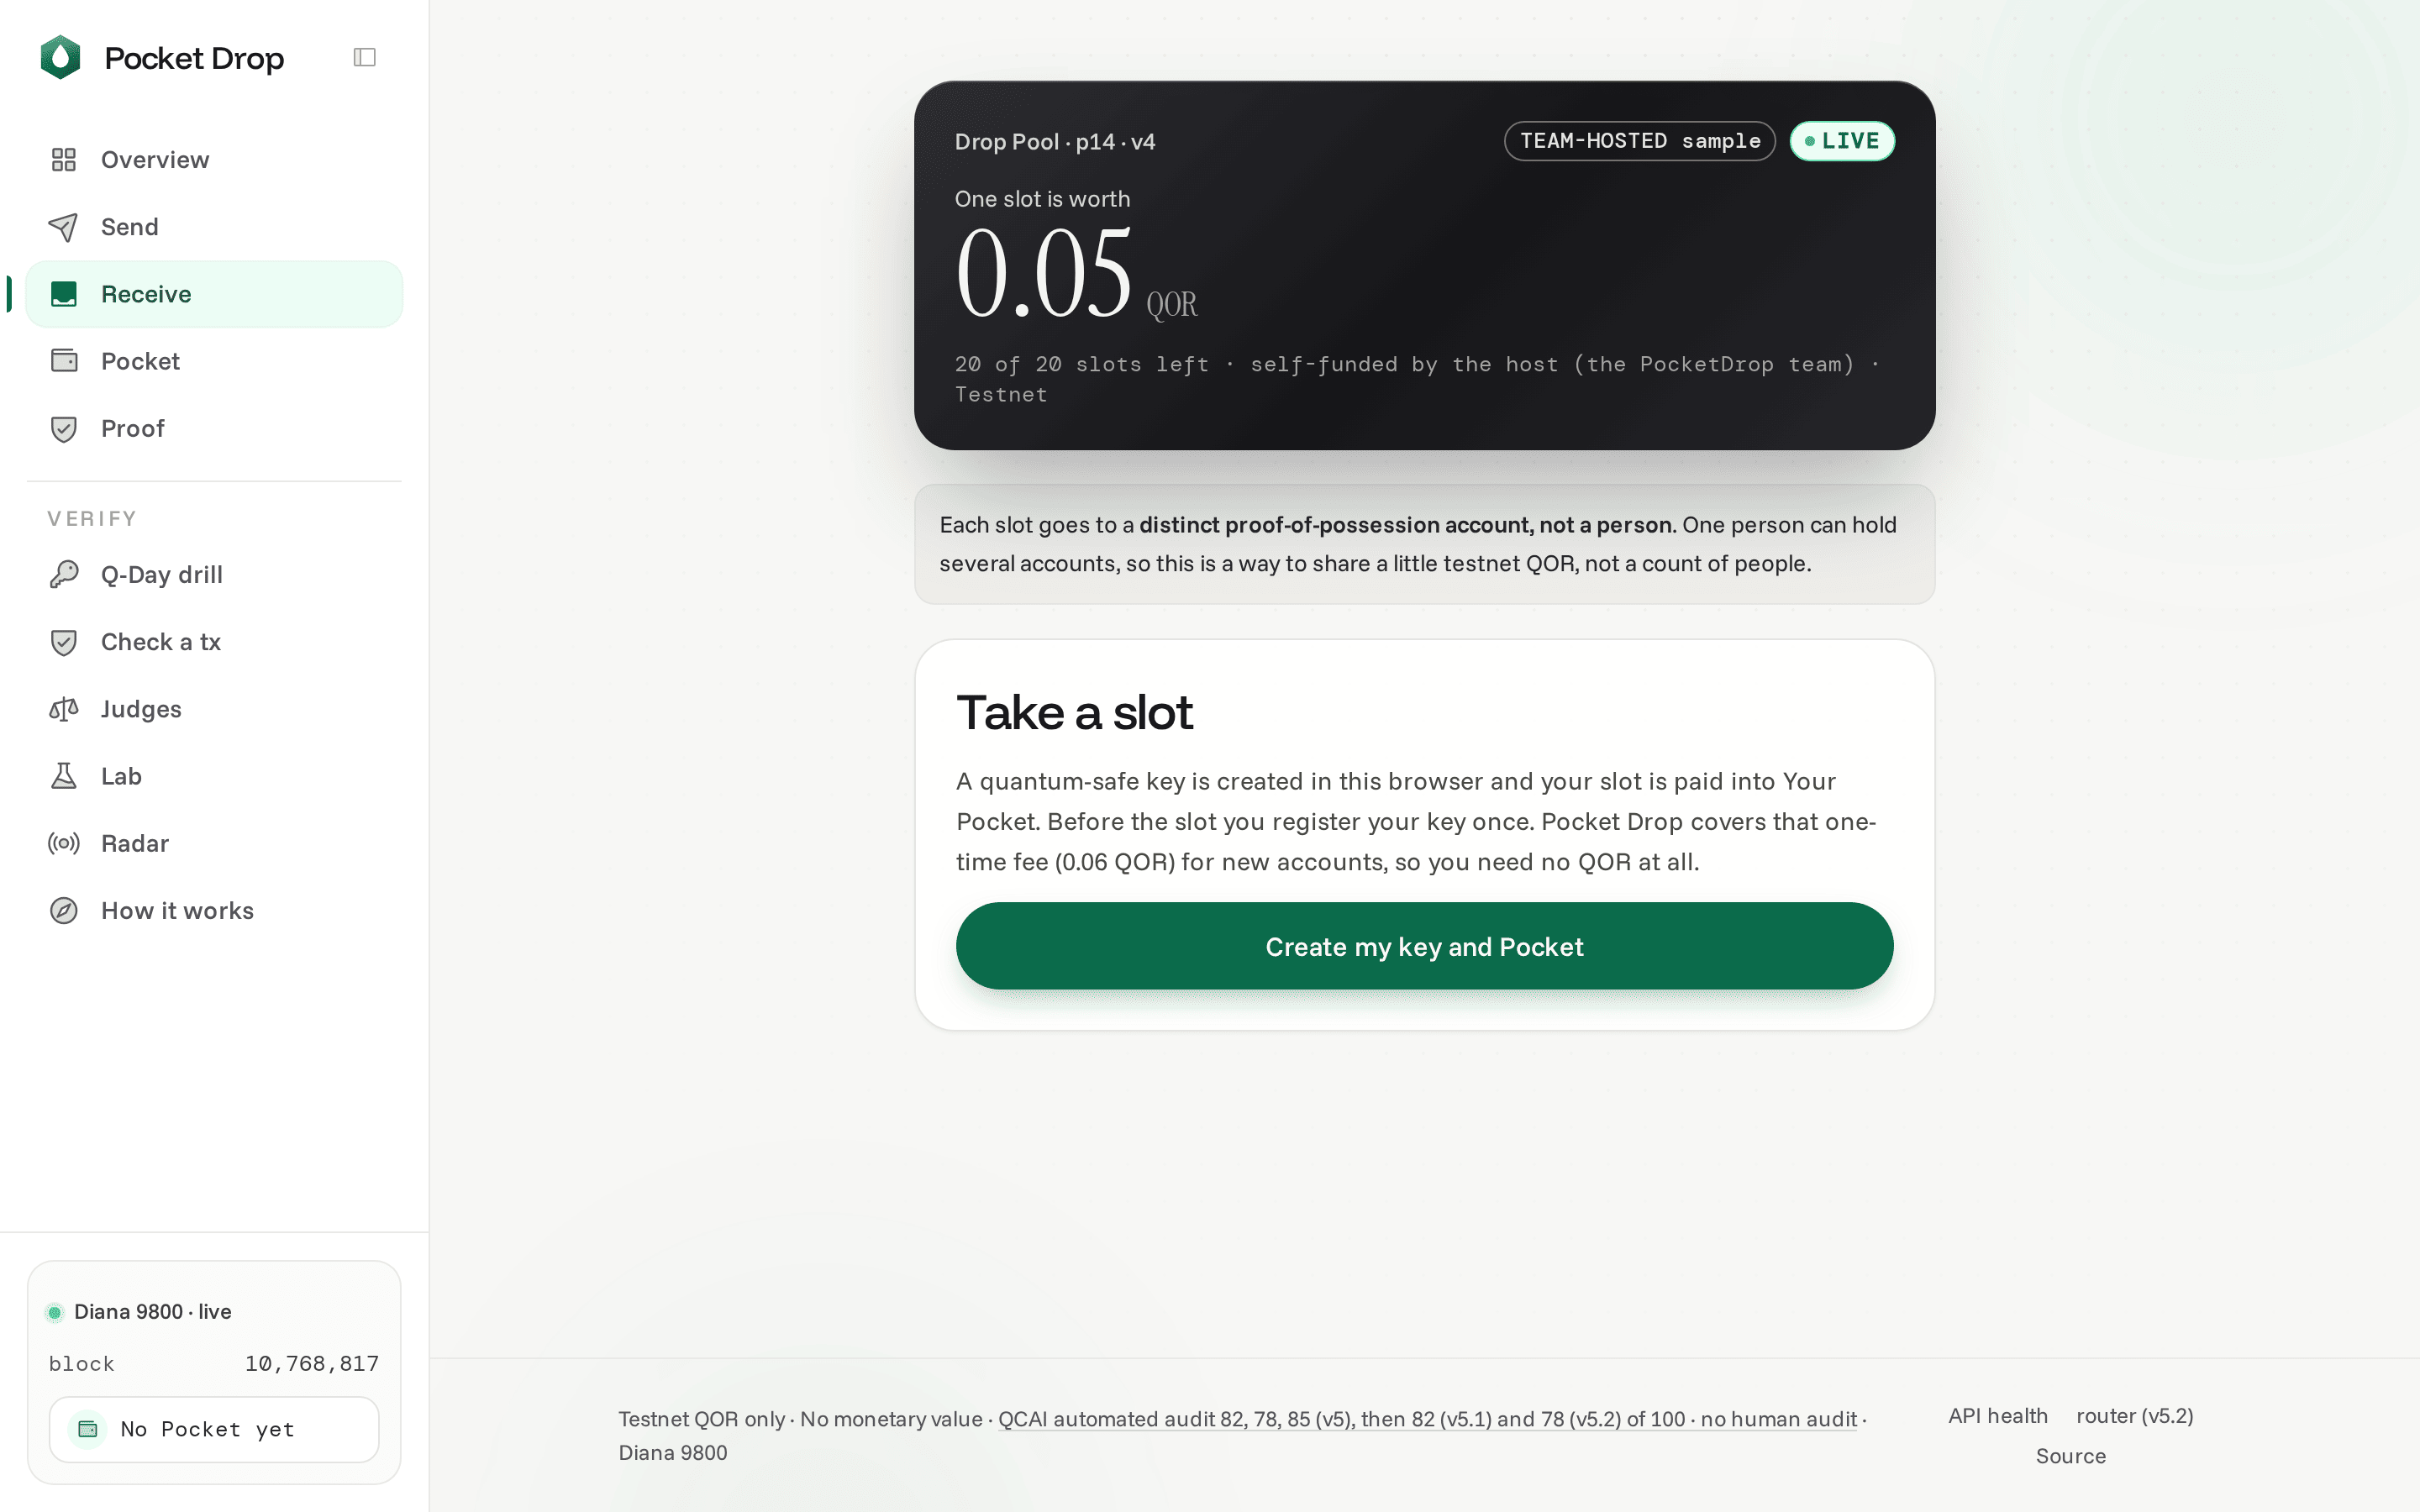 Pocket Drop
Overview
Send
Receive
Pocket
Proof
VERIFY
Q-Day drill
Check a tx
Judges
Lab
Radar
How it works
Diana 9800 · live
block 10,768,817
No Pocket yet
Drop Pool · p14 · v4
TEAM-HOSTED sample
LIVE
One slot is worth
0.05 QOR
20 of 20 slots left · self-funded by the host (the PocketDrop team) ·
Testnet
Each slot goes to a distinct proof-of-possession account, not a person. One person can hold
several accounts, so this is a way to share a little testnet QOR, not a count of people.
Take a slot
A quantum-safe key is created in this browser and your slot is paid into Your
Pocket. Before the slot you register your key once. Pocket Drop covers that one-
time fee (0.06 QOR) for new accounts, so you need no QOR at all.
Create my key and Pocket
Testnet QOR only · No monetary value · QCAI automated audit 82, 78, 85 (v5), then 82 (v5.1) and 78 (v5.2) of 100 · no human audit ·
Diana 9800
API health router (v5.2)
Source